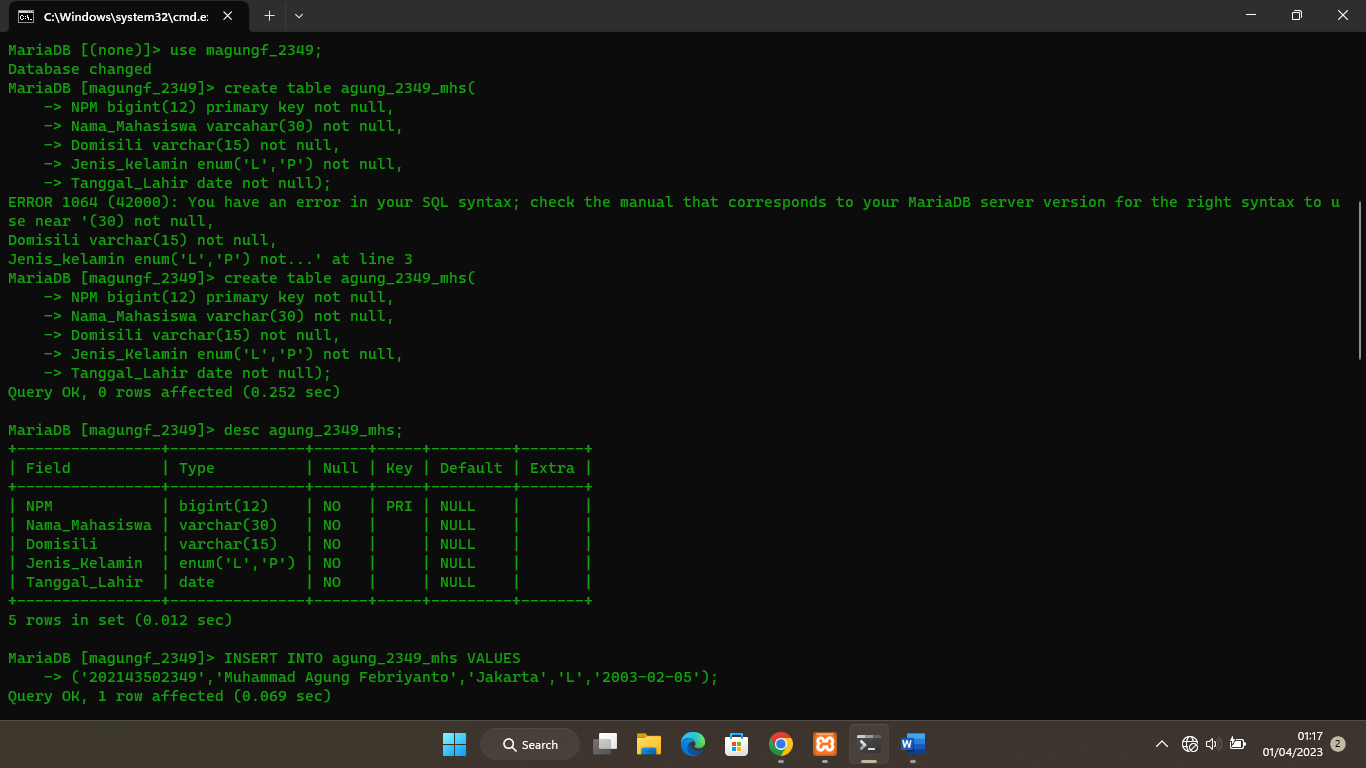 C:\Windows\system32\cmd.e:
MariaDB [(none)]> use magungf_2349;
Database changed
MariaDB [magungf_2349]> create table agung_2349_mhs(
    -> NPM bigint(12) primary key not null,
    -> Nama_Mahasiswa varcahar(30) not null,
    -> Domisili varchar(15) not null,
    -> Jenis_kelamin enum('L','P') not null,
    -> Tanggal_Lahir date not null);
ERROR 1064 (42000): You have an error in your SQL syntax; check the manual that corresponds to your MariaDB server version for the right syntax to u
se near '(30) not null,
Domisili varchar(15) not null,
Jenis_kelamin enum('L','P') not...' at line 3
MariaDB [magungf_2349]> create table agung_2349_mhs(
    -> NPM bigint(12) primary key not null,
    -> Nama_Mahasiswa varchar(30) not null,
    -> Domisili varchar(15) not null,
    -> Jenis_Kelamin enum('L','P') not null,
    -> Tanggal_Lahir date not null);
Query OK, 0 rows affected (0.252 sec)
MariaDB [magungf_2349]> desc agung_2349_mhs;
+----------------+---------------+------+-----+---------+-------+
| Field          | Type          | Null | Key | Default | Extra |
+----------------+---------------+------+-----+---------+-------+
| NPM            | bigint(12)    | NO   | PRI | NULL    |       |
| Nama_Mahasiswa | varchar(30)   | NO   |     | NULL    |       |
| Domisili       | varchar(15)   | NO   |     | NULL    |       |
| Jenis_Kelamin  | enum('L','P') | NO   |     | NULL    |       |
| Tanggal_Lahir  | date          | NO   |     | NULL    |       |
+----------------+---------------+------+-----+---------+-------+
5 rows in set (0.012 sec)
MariaDB [magungf_2349]> INSERT INTO agung_2349_mhs VALUES
    -> ('202143502349','Muhammad Agung Febriyanto','Jakarta','L','2003-02-05');
Query OK, 1 row affected (0.069 sec)
Search
01:17
01/04/2023
2